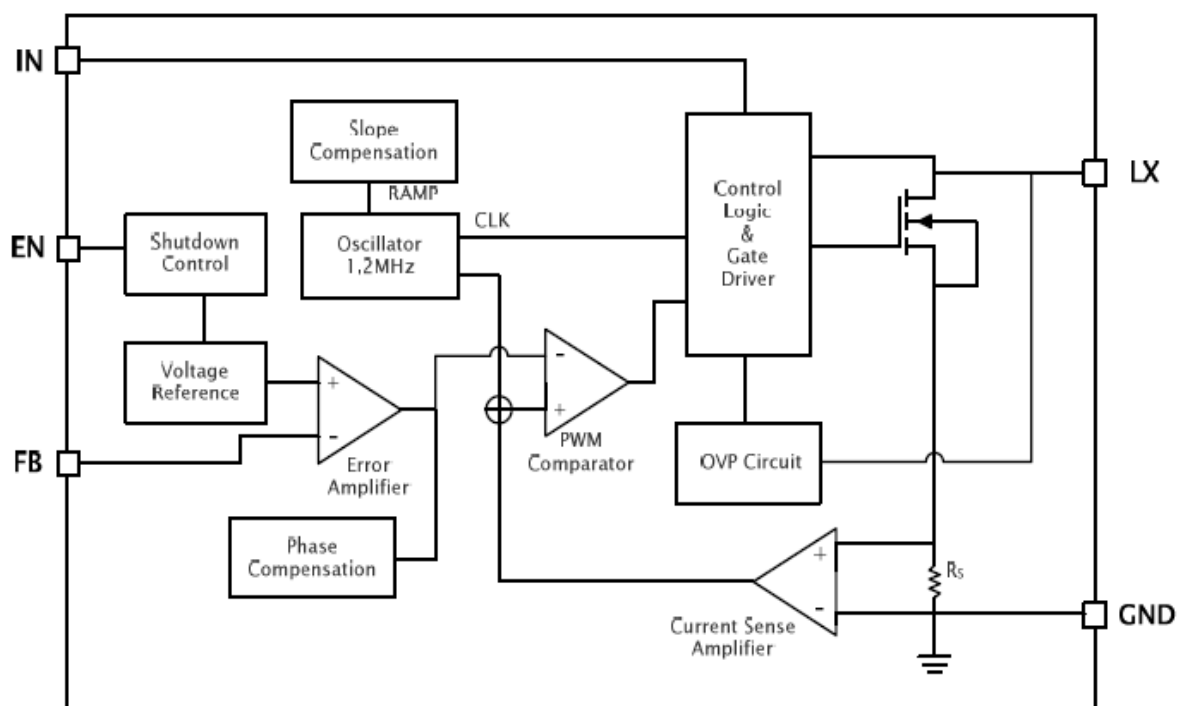 IN
Slope
Compensation
RAMP
CLK
Control
Logic
&
Gate
Driver
LX
EN
Shutdown
Control
Oscillator
1.2MHz
Voltage
Reference
+
-
-
+
FB
Error
Amplifier
PWM
Comparator
OVP Circuit
Phase
Compensation
+
-
Rs
Current Sense
Amplifier
GND